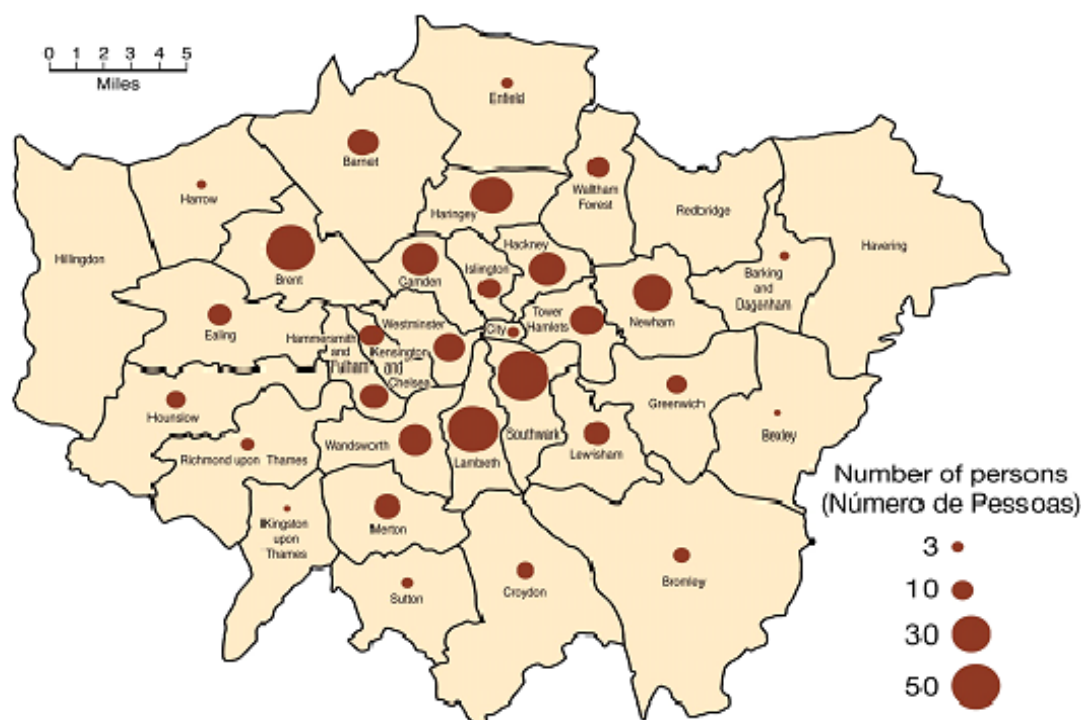 0 1 2 3 4 5
Miles
Enfield
Barnet
Harrow
Waltham
Forest
Haringey
Redbridge
Havering
Hillingdon
Hackney
Brent
Camden
Islington
Barking
and
Dagenham
Tower
Hamlets
Newham
Westminster
City
Ealing
Hammersmith
and
Fulham
Kensington
and
Chelsea
Hounslow
Greenwich
Bexley
Southwark
Wandsworth
Lambeth
Lewisham
Richmond upon Thames
Kingston
upon
Thames
Merton
Bromley
Croydon
Sutton
Number of persons
(Número de Pessoas)
3
10
30
50